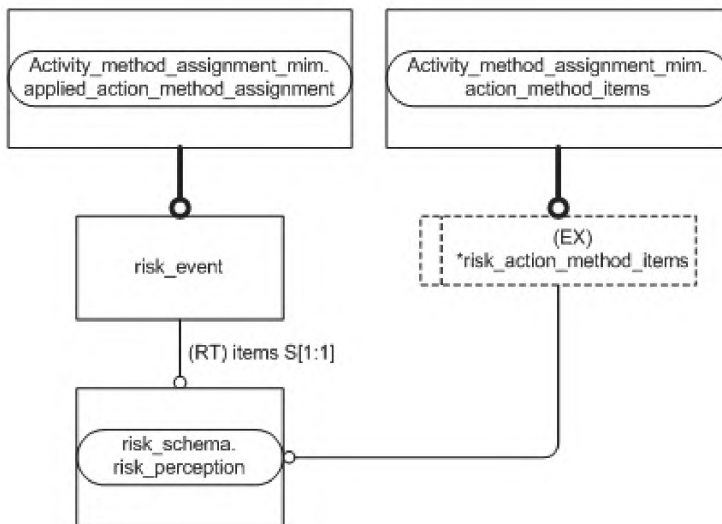 Activity_method_assignment_mim.
applied_action_method_assignment
Activity_method_assignment_mim.
action_method_items
risk_event
(EX)
*risk_action_method_items
(RT) items S[1:1]
risk_schema.
risk_perception